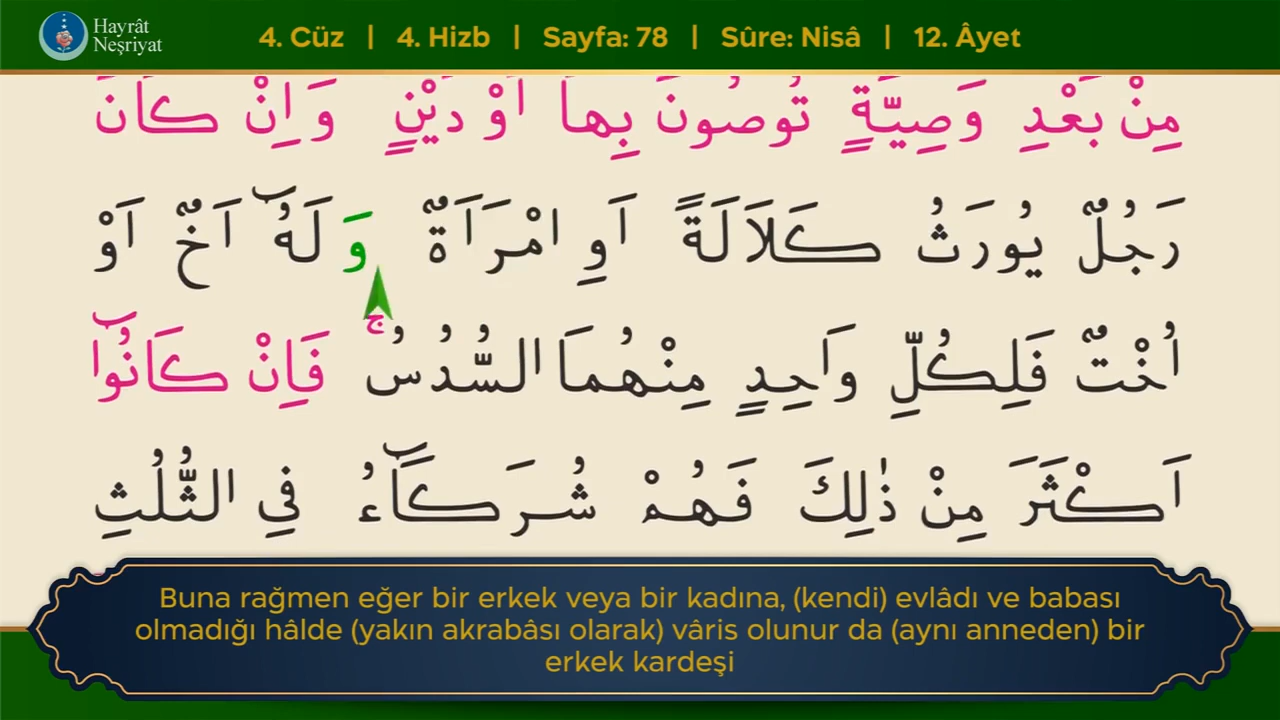 Hayrât
Neşriyat
4. Cüz | 4. Hizb | Sayfa: 78 | Sûre: Nisâ | 12. Âyet
مِنْ بَعْدِ وَصِيَّةٍ تُوصُونَ بِهَا اَوْ دَيْنٍ وَاِنْ كَانَ
رَجُلٌ يُورَثُ كَلَالَةً اَوِ امْرَاَةٌ وَلَهُٓ اَخٌ اَوْ
اُخْتٌ فَلِكُلِّ وَاحِدٍ مِنْهُمَا السُّدُسُۚ فَاِنْ كَانُٓوا
اَكْثَرَ مِنْ ذٰلِكَ فَهُمْ شُرَكَٓاءُ فِي الثُّلُثِ
Buna rağmen eğer bir erkek veya bir kadına, (kendi) evlâdı ve babası
olmadığı hâlde (yakın akrabâsı olarak) vâris olunur da (aynı anneden) bir
erkek kardeşi